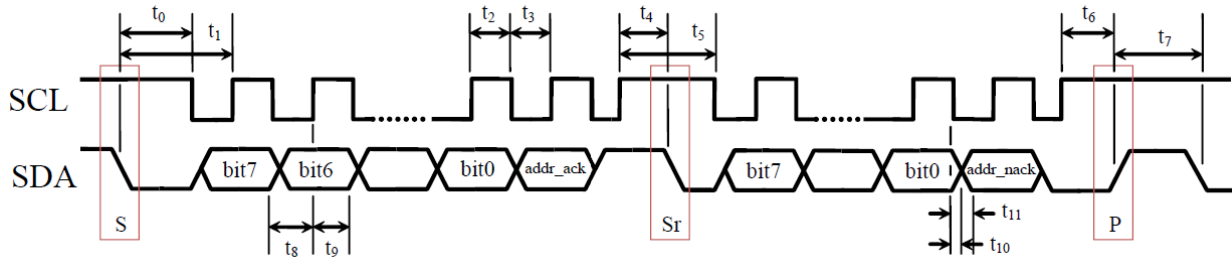 t0 t2 t3 t4 t6
t1 t5 t7
SCL
SDA bit7 bit6 bit0 addr_ack bit7 bit0 addr_nack
S Sr t11 P
t8 t9 t10